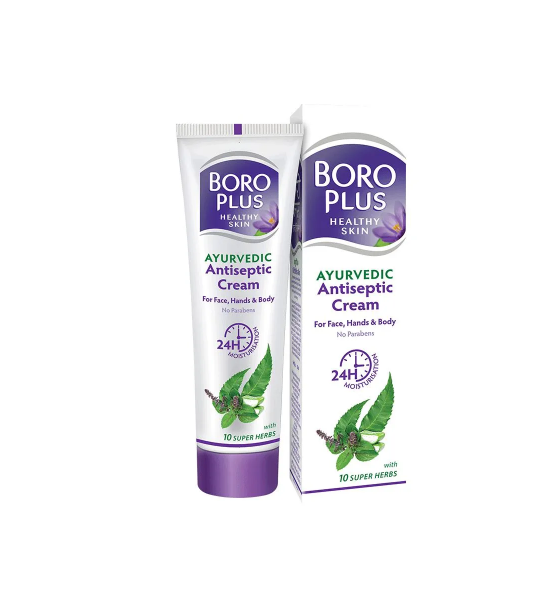 BORO
PLUS
HEALTHY
SKIN
AYURVEDIC
Antiseptic
Cream
For Face, Hands & Body
No Parabens
24H
MOISTURISATION
with
10 SUPER HERBS
BORO
PLUS
HEALTHY
SKIN
AYURVEDIC
Antiseptic
Cream
For Face, Hands & Body
No Parabens
24H
MOISTURISATION
with
10 SUPER HERBS